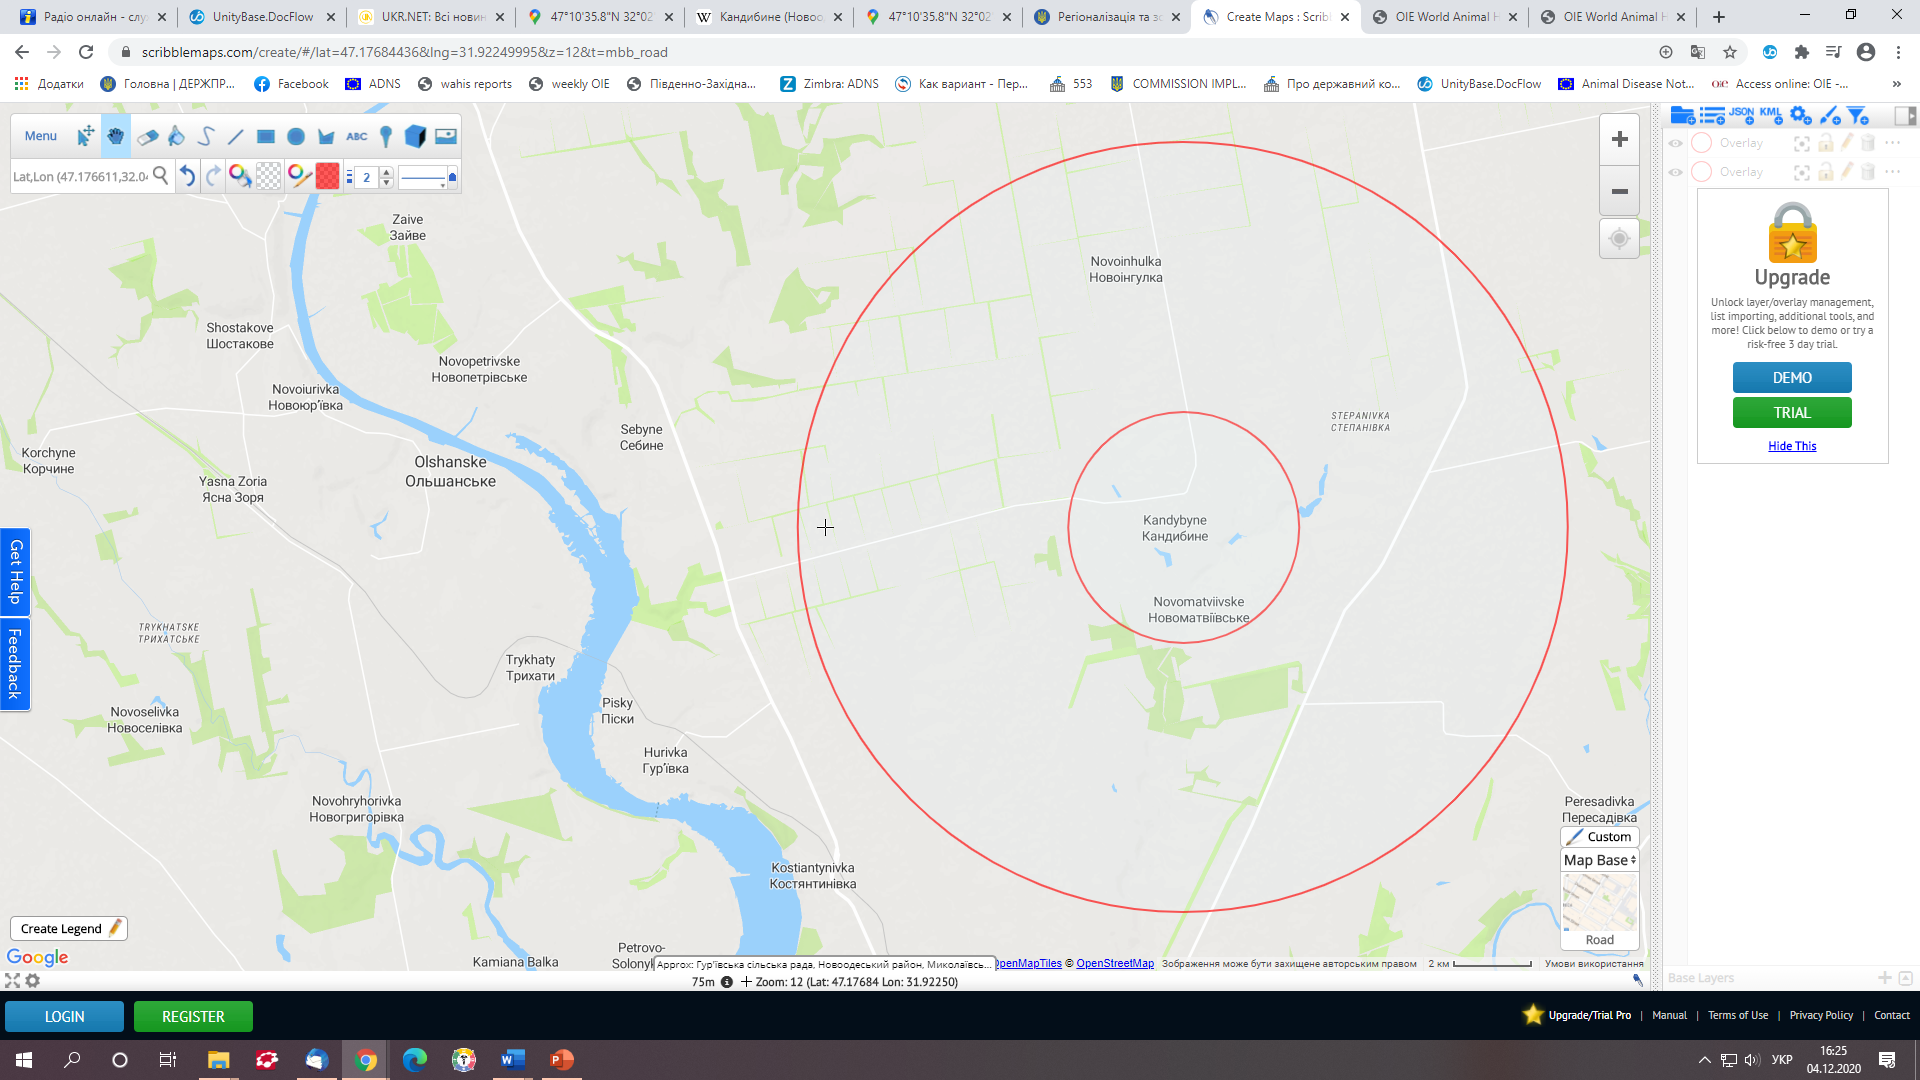 Радіо онлайн - слу
UnityBase.DocFlow
UKR.NET: Всі новин
47°10'35.8"N 32°02'
Кандибине (Новоо
47°10'35.8"N 32°02'
Регіоналізація та зо
Create Maps : Scrib
OIE World Animal H
OIE World Animal H
scribblemaps.com/create/#/lat=47.17684436&lng=31.92249995&z=12&t=mbb_road
Додатки
Головна | ДЕРЖПР...
Facebook
ADNS
wahis reports
weekly OIE
Південно-Західна...
Zimbra: ADNS
Как вариант - Пер...
553
COMMISSION IMPL...
Про державний ко...
UnityBase.DocFlow
Animal Disease Not...
Access online: OIE -...
»
Menu
ABC
JSON
KML
Lat,Lon (47.176611,32.0
2
Overlay
Overlay
Upgrade
Unlock layer/overlay management,
list importing, additional tools, and
more! Click below to demo or try a
risk-free 3 day trial.
DEMO
TRIAL
Hide This
Zaive
Зайве
Novoinhulka
Новоінгулка
Shostakove
Шостакове
Novopetrivske
Новопетрівське
Novoiurivka
Новоюр'ївка
Sebyne
Себине
STEPANIVKA
СТЕПАНІВКА
Korchyne
Корчине
Olshanske
Ольшанське
Yasna Zoria
Ясна Зоря
Kandybyne
Кандибине
Get Help
Feedback
Novomatviivske
Новоматвіївське
TRYKHATSKE
ТРИХАТСЬКЕ
Trykhaty
Трихати
Pisky
Піски
Novoselivka
Новоселівка
Hurivka
Гур'ївка
Novohryhorivka
Новогригорівка
Peresadivka
Пересадівка
Custom
Map Base
Road
Kostiantynivka
Костянтинівка
Create Legend
Google
Kamiana Balka
Petrovo-
Solonyk
Approx: Гур'ївська сільська рада, Новоодеський район, Миколаївсь...
OpenMapTiles © OpenStreetMap
Зображення може бути захищене авторським правом
2 км
Умови використання
75m
Zoom: 12 (Lat: 47.17684 Lon: 31.92250)
Base Layers
LOGIN
REGISTER
Upgrade/Trial Pro | Manual | Terms of Use | Privacy Policy | Contact
УКР
16:25
04.12.2020